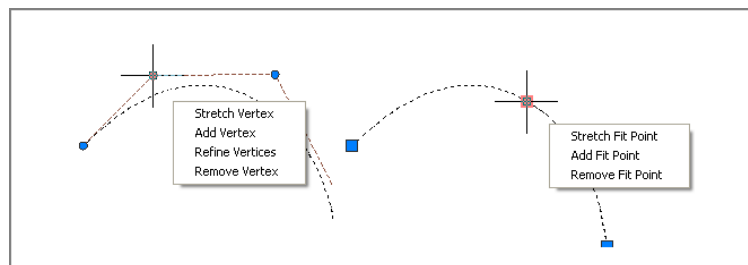 Stretch Vertex
Add Vertex
Refine Vertices
Remove Vertex
Stretch Fit Point
Add Fit Point
Remove Fit Point